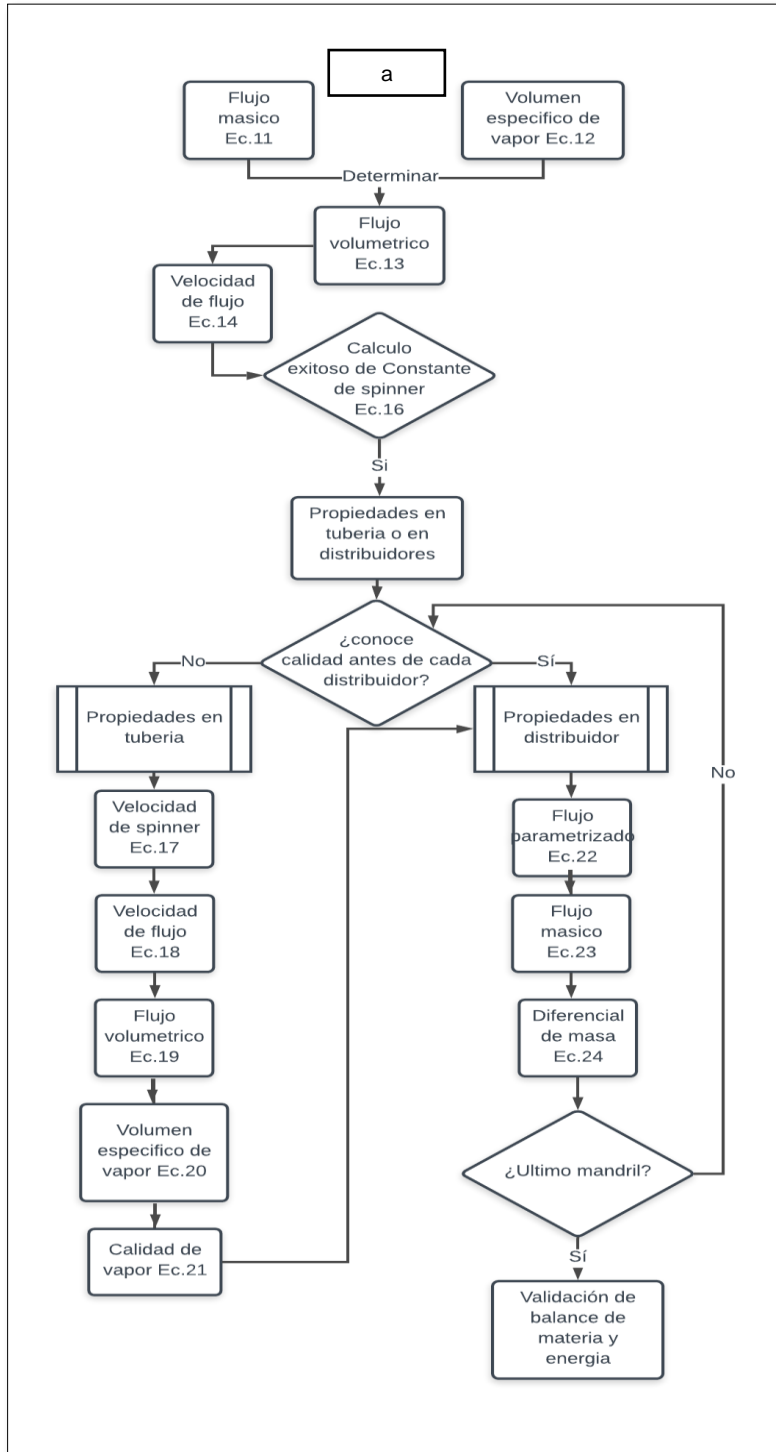 a
Flujo
masico
Ec.11
Volumen
especifico de
vapor Ec.12
Determinar
Flujo
volumetrico
Ec.13
Velocidad
de flujo
Ec.14
Calculo
exitoso de Constante
de spinner
Ec.16
Si
Propiedades en
tuberia o en
distribuidores
¿conoce
calidad antes de cada
distribuidor?
No
Sí
Propiedades en
tuberia
Propiedades en
distribuidor
No
Velocidad
de spinner
Ec.17
Flujo
parametrizado
Ec.22
Velocidad
de flujo
Ec.18
Flujo
masico
Ec.23
Flujo
volumetrico
Ec.19
Diferencial
de masa
Ec.24
Volumen
especifico de
vapor Ec.20
¿Ultimo mandril?
Calidad de
vapor Ec.21
Sí
Validación de
balance de
materia y
energia